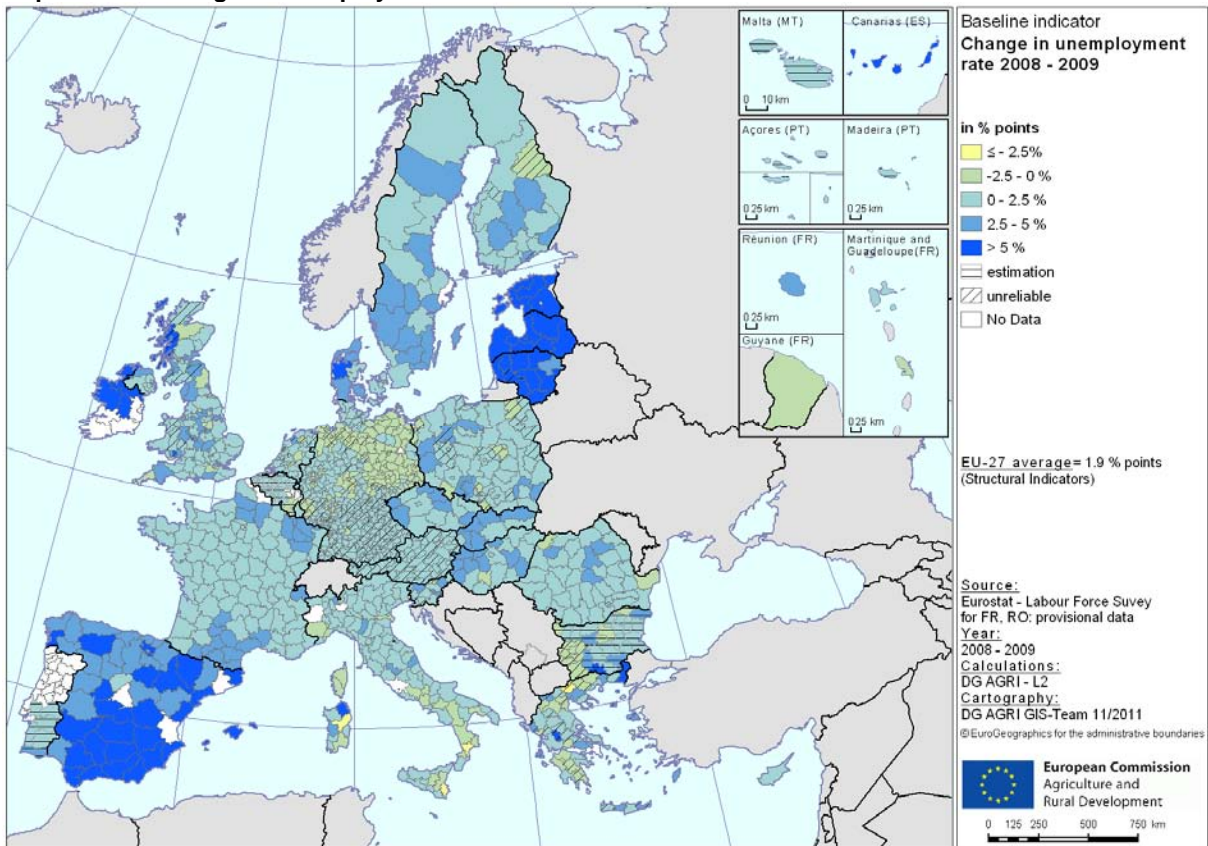 Malta (MT)
0 10 km
Canarias (ES)
Açores (PT)
0 25 km
Madeira (PT)
0 25 km
Réunion (FR)
0 25 km
Martinique and
Guadeloupe(FR)
0 25 km
Guyane (FR)
Baseline indicator
Change in unemployment
rate 2008 - 2009
in % points
≤ - 2.5%
-2.5 - 0 %
0 - 2.5 %
2.5 - 5 %
> 5 %
estimation
unreliable
No Data
EU-27 average= 1.9 % points
(Structural Indicators)
Source:
Eurostat - Labour Force Suvey
for FR, RO: provisional data
Year:
2008 - 2009
Calculations:
DG AGRI - L2
Cartography:
DG AGRI GIS-Team 11/2011
©EuroGeographics for the administrative boundaries
European Commission
Agriculture and
Rural Development
0 125 250 500 750 km